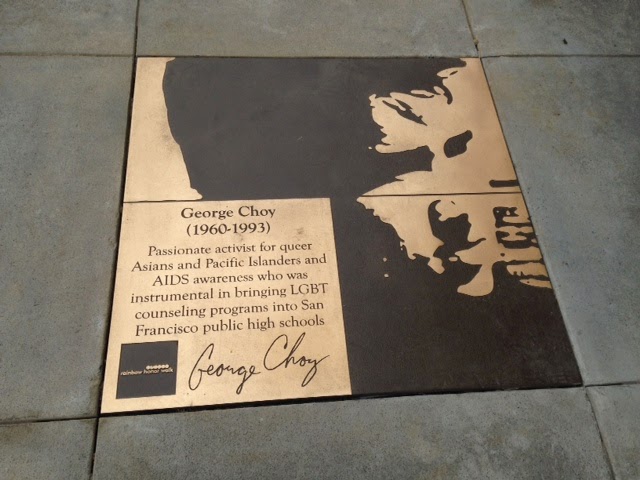 George Choy
(1960-1993)
Passionate activist for queer
Asians and Pacific Islanders and
AIDS awareness who was
instrumental in bringing LGBT
counseling programs into San
Francisco public high schools
rainbow honor walk
George Choy